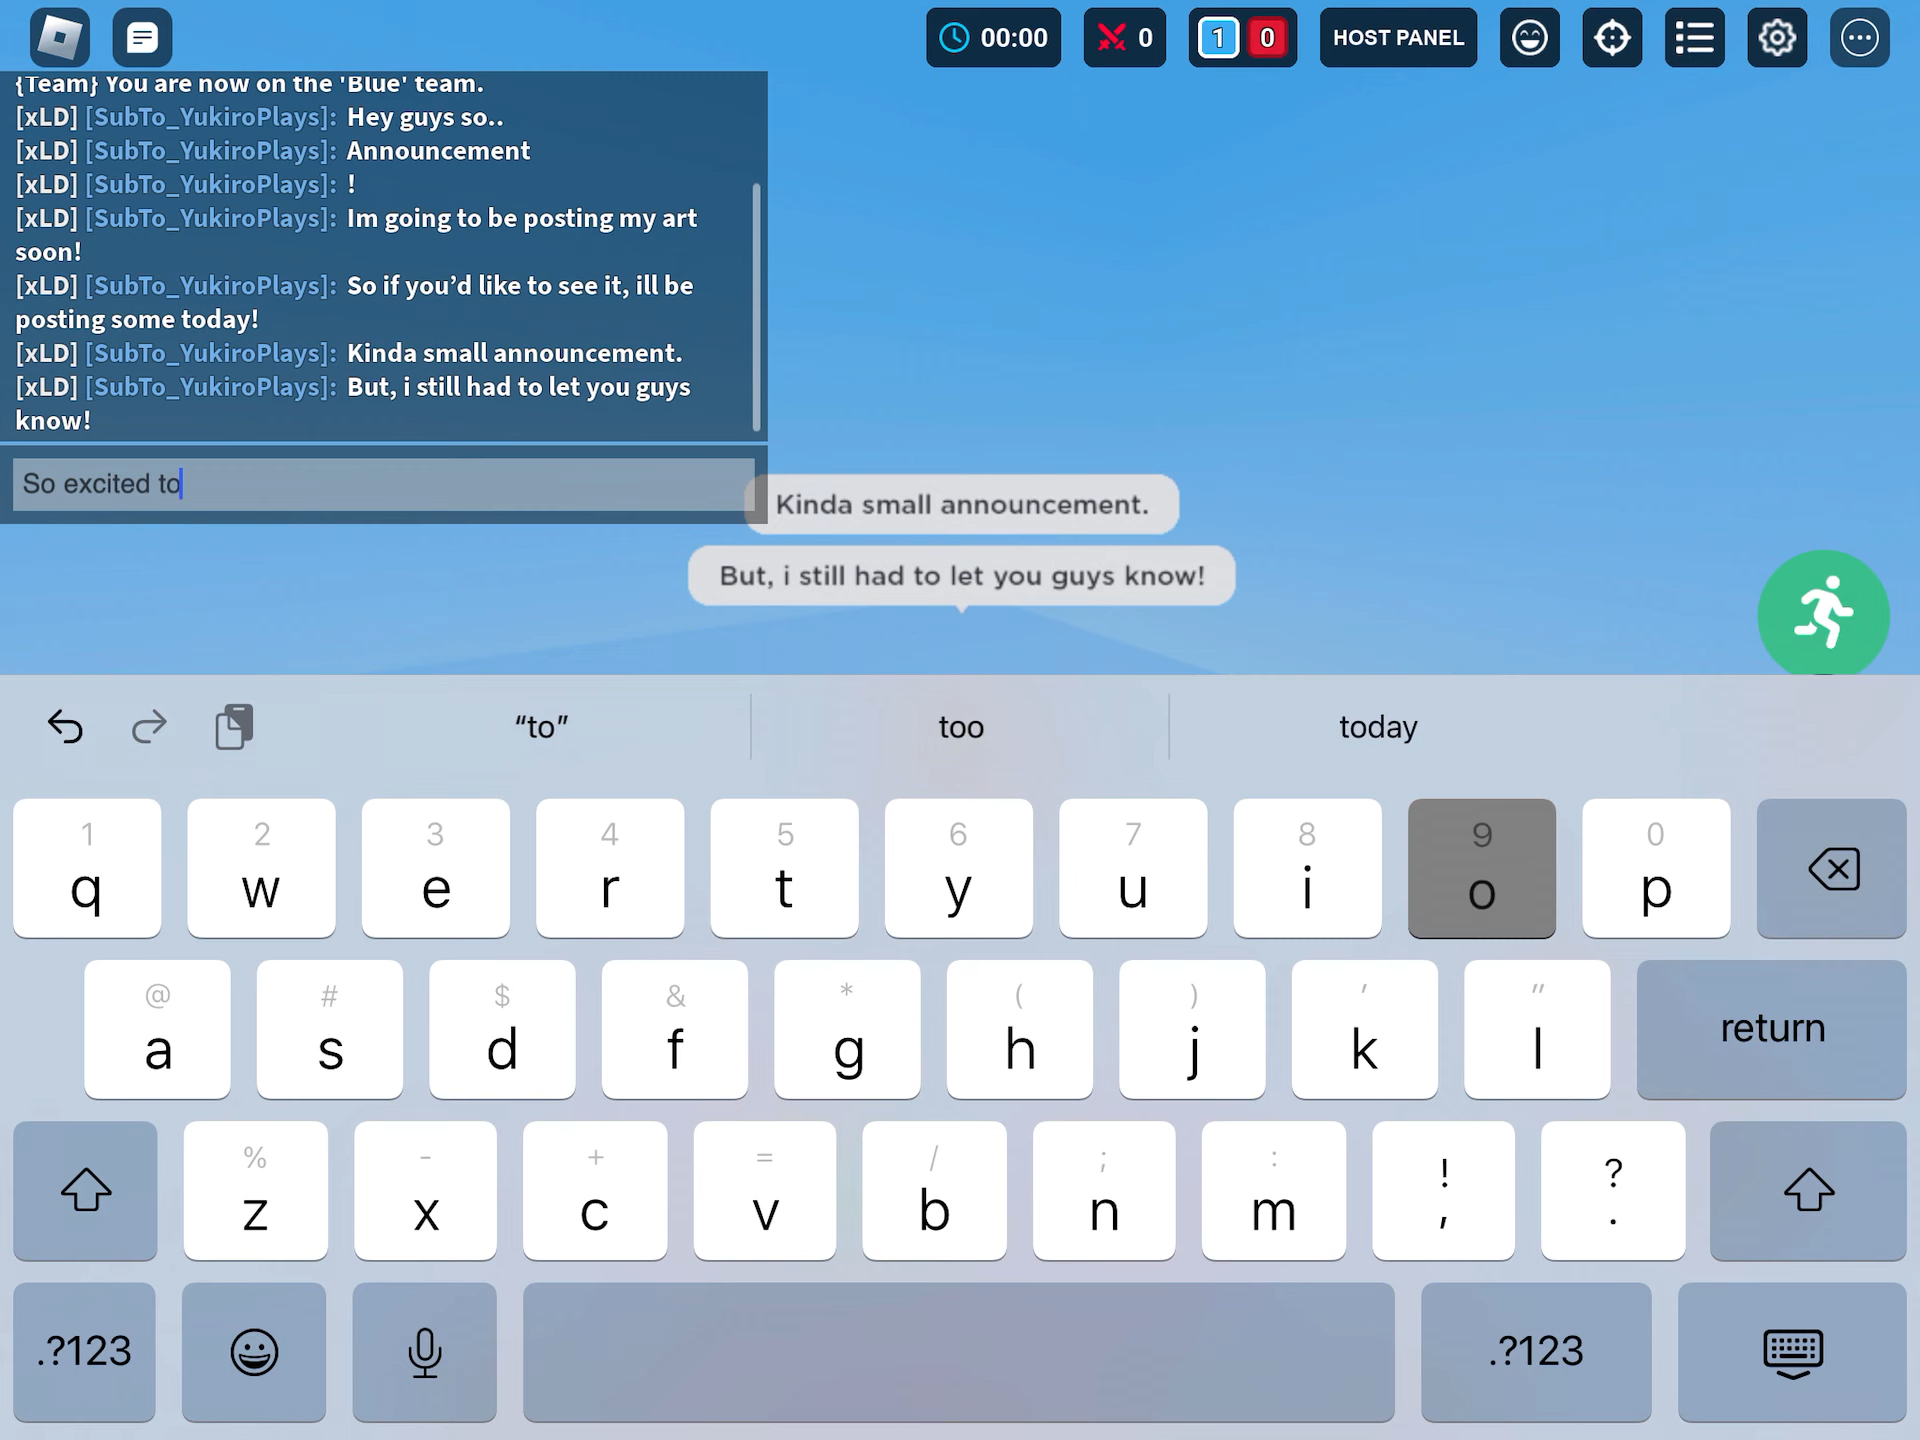 00:00 0 1 0 HOST PANEL
{Team} You are now on the 'Blue' team.
[xLD] [SubTo_YukiroPlays]: Hey guys so..
[xLD] [SubTo_YukiroPlays]: Announcement
[xLD] [SubTo_YukiroPlays]: !
[xLD] [SubTo_YukiroPlays]: Im going to be posting my art
soon!
[xLD] [SubTo_YukiroPlays]: So if you’d like to see it, ill be
posting some today!
[xLD] [SubTo_YukiroPlays]: Kinda small announcement.
[xLD] [SubTo_YukiroPlays]: But, i still had to let you guys
know!
So excited to
Kinda small announcement.
But, i still had to let you guys know!
“to” too today
1 2 3 4 5 6 7 8 9 0
q w e r t y u i o p
@ # $ & * ( ) ' "
a s d f g h j k l return
% - + = / ; : ! ?
z x c v b n m , .
.?123 .?123